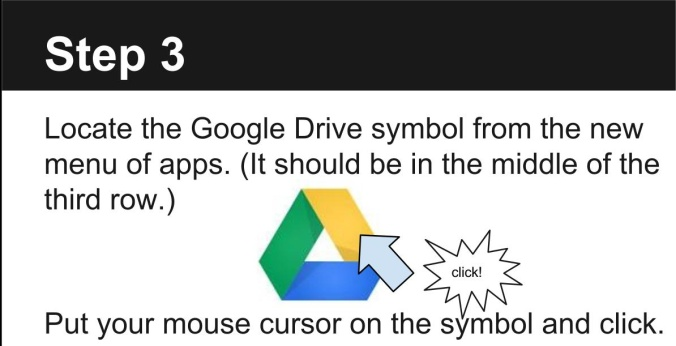 Step 3
Locate the Google Drive symbol from the new
menu of apps. (It should be in the middle of the
third row.)
click!
Put your mouse cursor on the symbol and click.